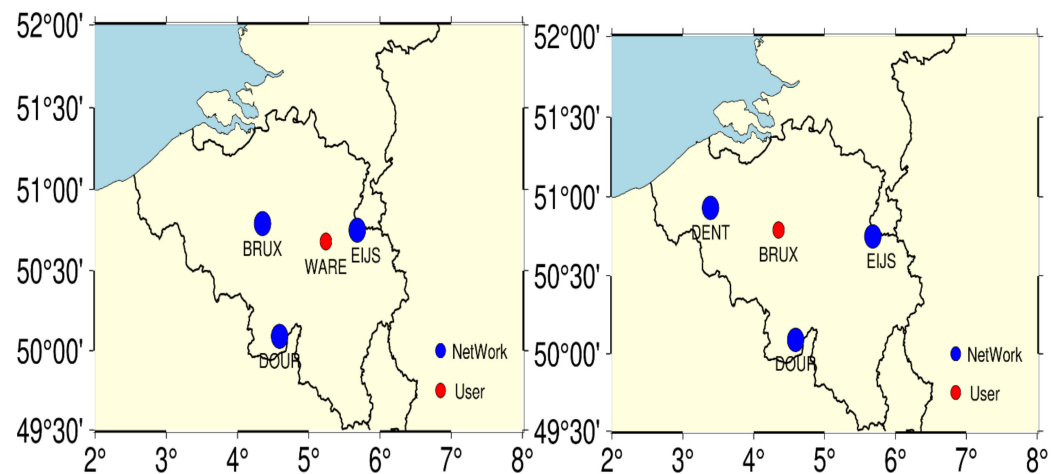 52°00'
51°30'
51°00'
50°30'
50°00'
49°30'
2° 3° 4° 5° 6° 7° 8°
BRUX
WARE
EIJS
DOUR
NetWork
User
52°00'
51°30'
51°00'
50°30'
50°00'
49°30'
2° 3° 4° 5° 6° 7° 8°
DENT
BRUX
EIJS
DOUR
NetWork
User